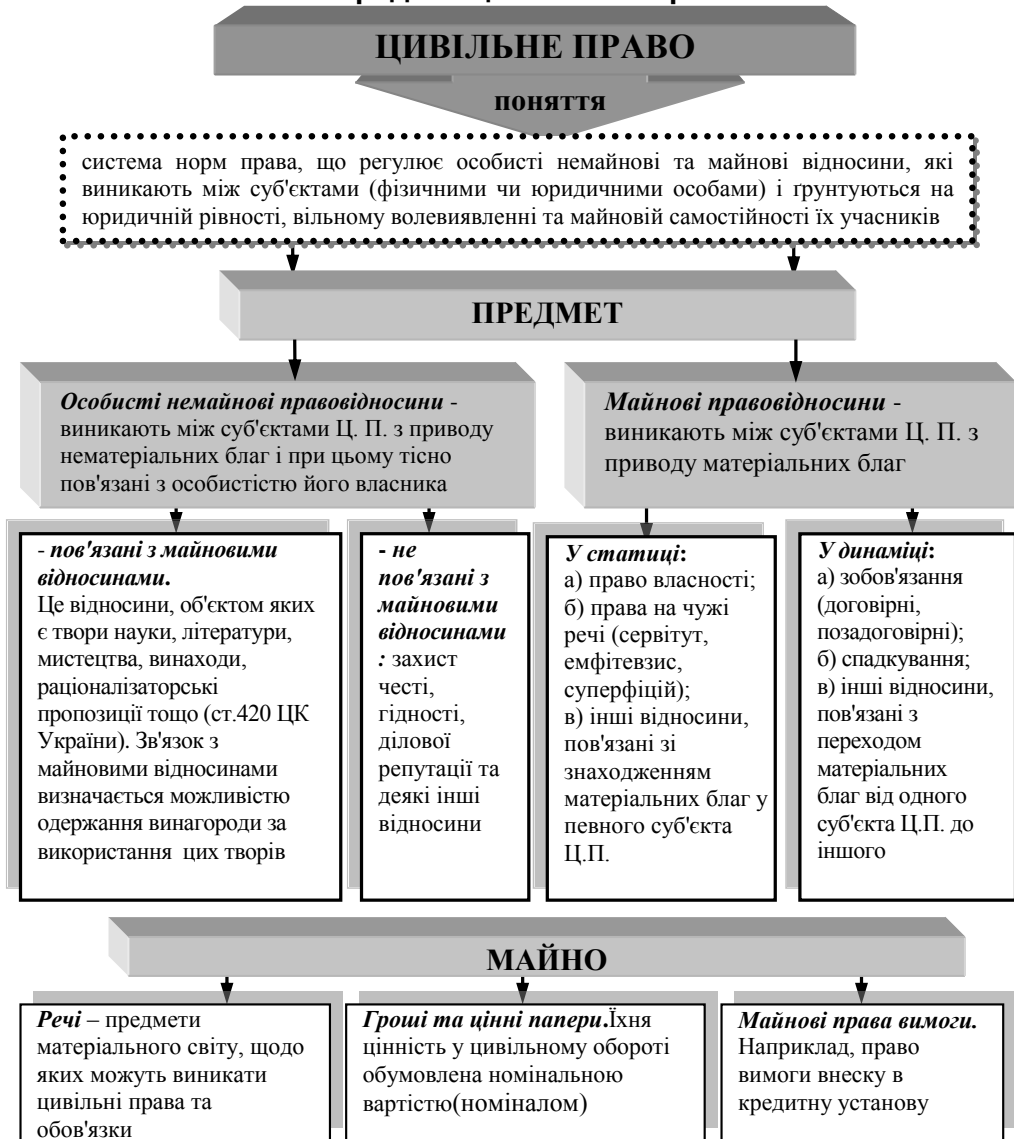 ЦИВІЛЬНЕ ПРАВО
поняття
система норм права, що регулює особисті немайнові та майнові відносини, які
виникають між суб'єктами (фізичними чи юридичними особами) і ґрунтуються на
юридичній рівності, вільному волевиявленні та майновій самостійності їх учасників
ПРЕДМЕТ
Особисті немайнові правовідносини -
виникають між суб'єктами Ц. П. з приводу
нематеріальних благ і при цьому тісно
пов'язані з особистістю його власника
Майнові правовідносини -
виникають між суб'єктами Ц. П. з
приводу матеріальних благ
- пов'язані з майновими
відносинами.
Це відносини, об'єктом яких
є твори науки, літератури,
мистецтва, винаходи,
раціоналізаторські
пропозиції тощо (ст.420 ЦК
України). Зв'язок з
майновими відносинами
визначається можливістю
одержання винагороди за
використання цих творів
- не
пов'язані з
майновими
відносинами
: захист
честі,
гідності,
ділової
репутації та
деякі інші
відносини
У статиці:
а) право власності;
б) права на чужі
речі (сервітут,
емфітевзис,
суперфіцій);
в) інші відносини,
пов'язані зі
знаходженням
матеріальних благ у
певного суб'єкта
Ц.П.
У динаміці:
а) зобов'язання
(договірні,
позадоговірні);
б) спадкування;
в) інші відносини,
пов'язані з
переходом
матеріальних
благ від одного
суб'єкта Ц.П. до
іншого
МАЙНО
Речі – предмети
матеріального світу, щодо
яких можуть виникати
цивільні права та
обов'язки
Гроші та цінні папери.Їхня
цінність у цивільному обороті
обумовлена номінальною
вартістю(номіналом)
Майнові права вимоги.
Наприклад, право
вимоги внеску в
кредитну установу